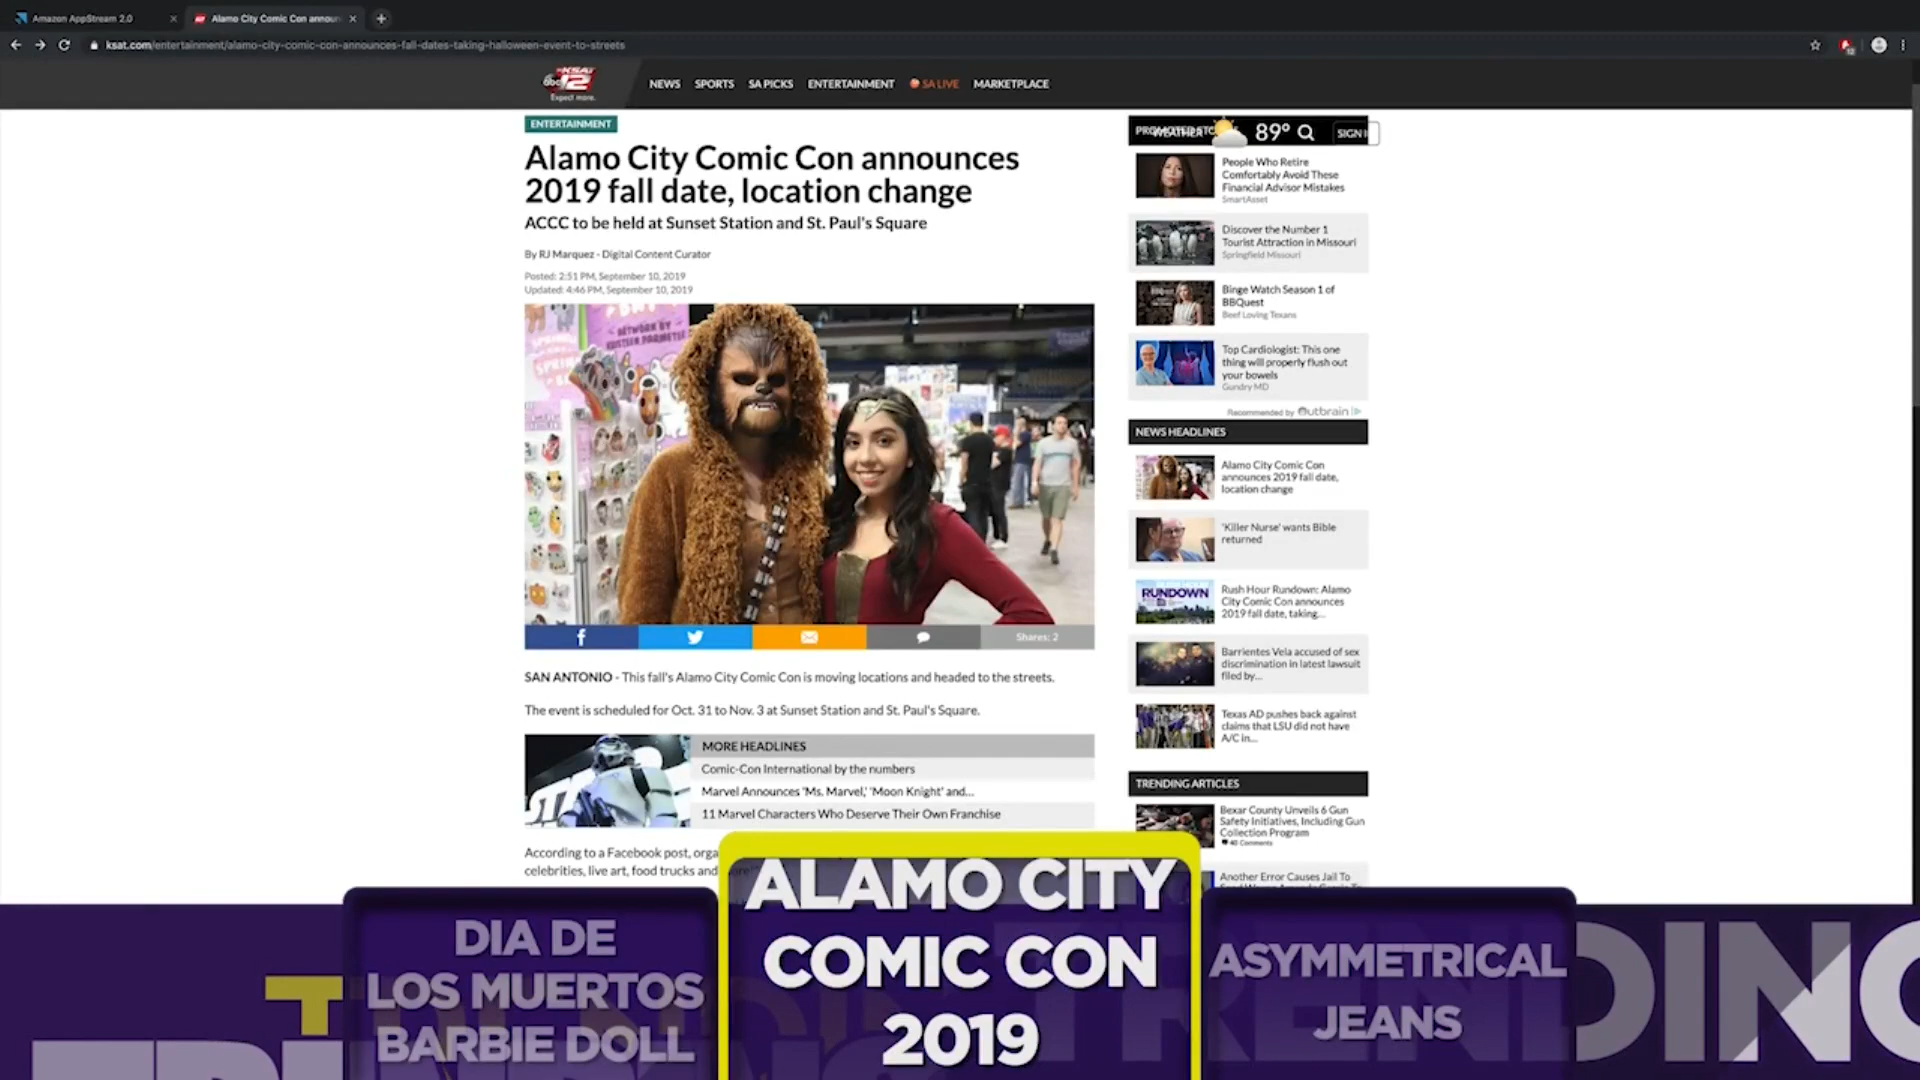 Amazon AppStream 2.0
Alamo City Comic Con announ
ksat.com/entertainment/alamo-city-comic-con-announces-fall-dates-taking-halloween-event-to-streets
abc KSAT 12
Expect more.
NEWS SPORTS SA PICKS ENTERTAINMENT SA LIVE MARKETPLACE
ENTERTAINMENT
Alamo City Comic Con announces
2019 fall date, location change
ACCC to be held at Sunset Station and St. Paul's Square
By RJ Marquez - Digital Content Curator
Posted: 2:51 PM, September 10, 2019
Updated: 4:46 PM, September 10, 2019
ARTWORK BY
Shares: 2
SAN ANTONIO - This fall's Alamo City Comic Con is moving locations and headed to the streets.
The event is scheduled for Oct. 31 to Nov. 3 at Sunset Station and St. Paul's Square.
MORE HEADLINES
Comic-Con International by the numbers
Marvel Announces 'Ms. Marvel,' 'Moon Knight' and...
11 Marvel Characters Who Deserve Their Own Franchise
According to a Facebook post, orga
celebrities, live art, food trucks and
PROMOTED STO
WEATHER 89° SIGN I
People Who Retire
Comfortably Avoid These
Financial Advisor Mistakes
SmartAsset
Discover the Number 1
Tourist Attraction in Missouri
Springfield Missouri
Binge Watch Season 1 of
BBQuest
Beef Loving Texans
Top Cardiologist: This one
thing will properly flush out
your bowels
Gundry MD
Recommended by Outbrain
NEWS HEADLINES
Alamo City Comic Con
announces 2019 fall date,
location change
'Killer Nurse' wants Bible
returned
RUNDOWN
Rush Hour Rundown: Alamo
City Comic Con announces
2019 fall date, taking...
Barrientes Vela accused of sex
discrimination in latest lawsuit
filed by...
Texas AD pushes back against
claims that LSU did not have
A/C in...
TRENDING ARTICLES
Bexar County Unveils 6 Gun
Safety Initiatives, Including Gun
Collection Program
40 Comments
Another Error Causes Jail To
DIA DE
LOS MUERTOS
BARBIE DOLL
ALAMO CITY
COMIC CON
2019
ASYMMETRICAL
JEANS
TRENDING